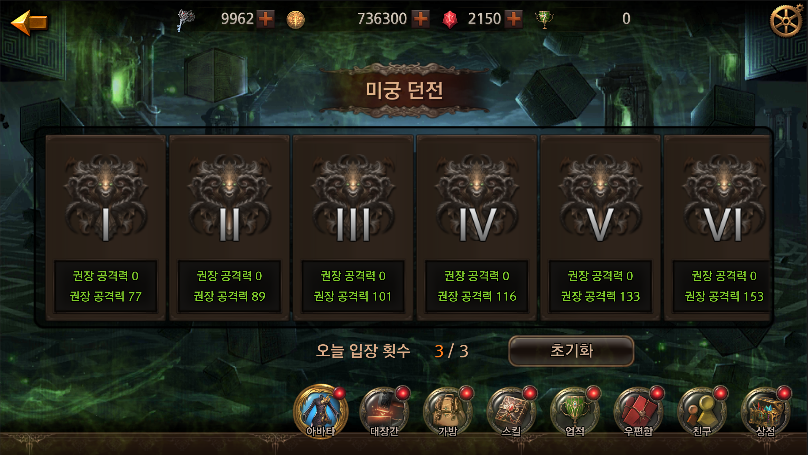 9962 736300 2150 0
미궁 던전
I II III IV V VI
권장 공격력 0 권장 공격력 0 권장 공격력 0 권장 공격력 0 권장 공격력 0 권장 공격력 0
권장 공격력 77 권장 공격력 89 권장 공격력 101 권장 공격력 116 권장 공격력 133 권장 공격력 153
오늘 입장 횟수 3 / 3 초기화
아바타 대장간 가방 스킬 업적 우편함 친구 상점